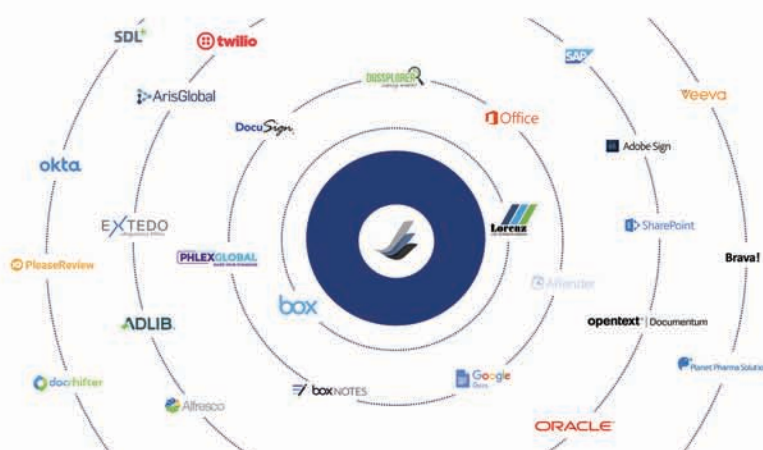 SDL
twilio
DOSSPLORER
SAP
Veeva
ArisGlobal
DocuSign
Office
Adobe Sign
okta
EXTEDO
Lorenz
SharePoint
PHLEXGLOBAL
PleaseReview
Brava!
box
ADLIB
opentext | Documentum
Planet Pharma Solutions
docshifter
boxNOTES
Google
Docs
Alfresco
ORACLE